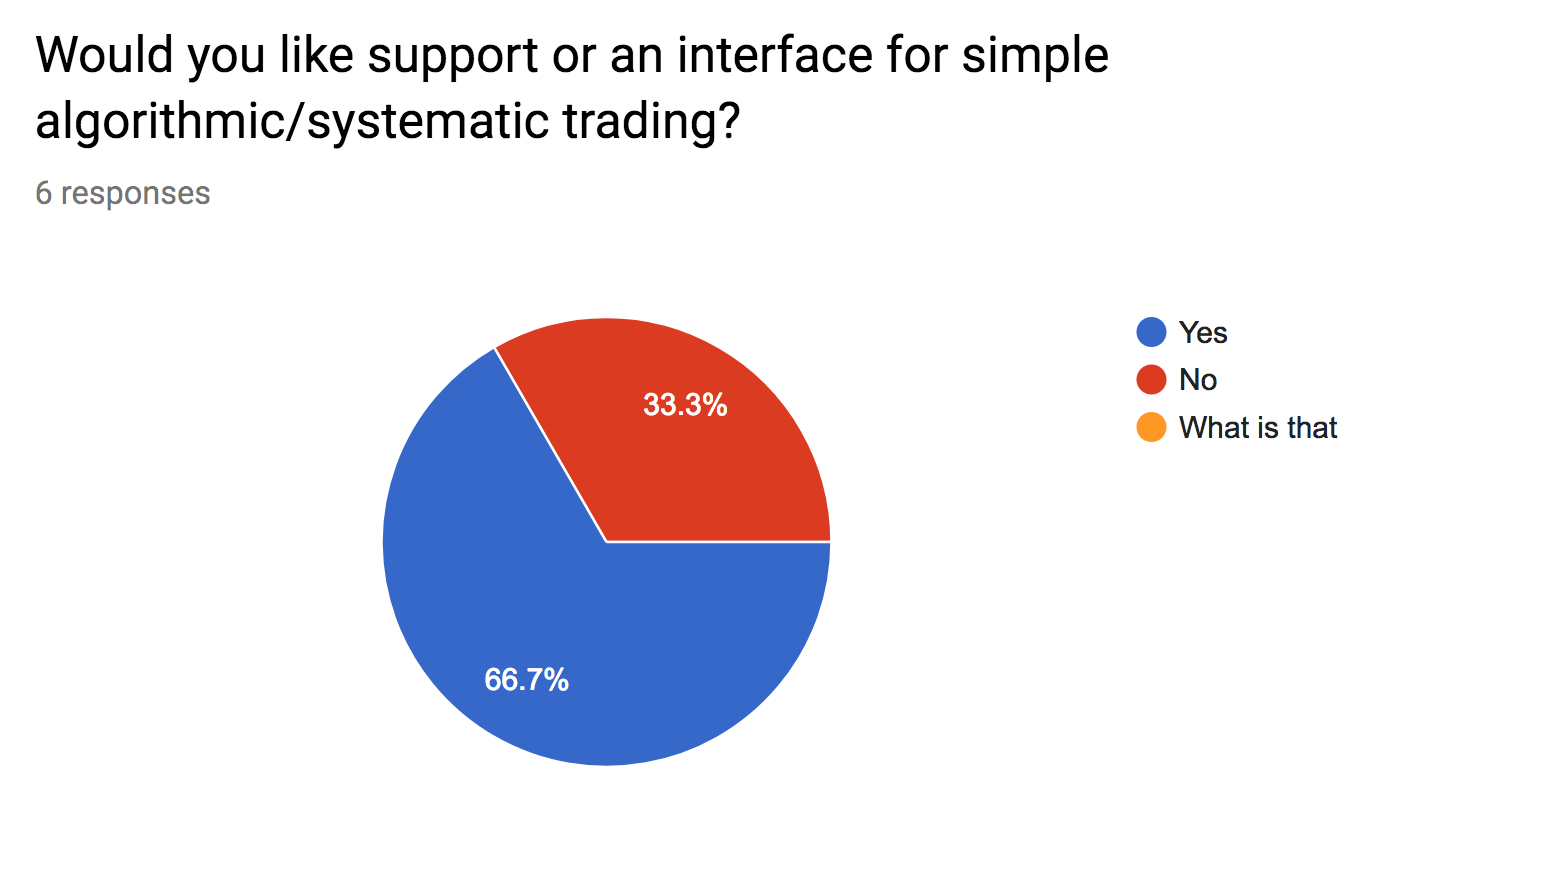 Would you like support or an interface for simple
algorithmic/systematic trading?
6 responses
33.3%
66.7%
Yes
No
What is that